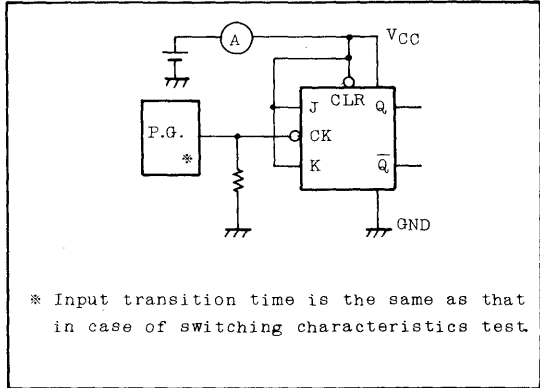 A
VCC
CLR
J
Q
P.G.
※
CK
K
Q̅
GND
※ Input transition time is the same as that
in case of switching characteristics test.